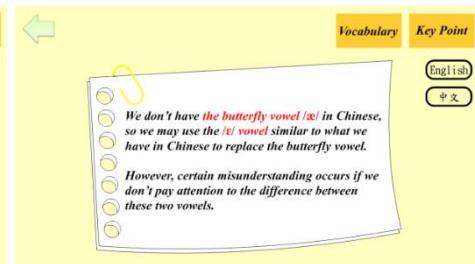 Vocabulary
Key Point
English
中文
We don't have the butterfly vowel /æ/ in Chinese,
so we may use the /ɛ/ vowel similar to what we
have in Chinese to replace the butterfly vowel.
However, certain misunderstanding occurs if we
don't pay attention to the difference between
these two vowels.